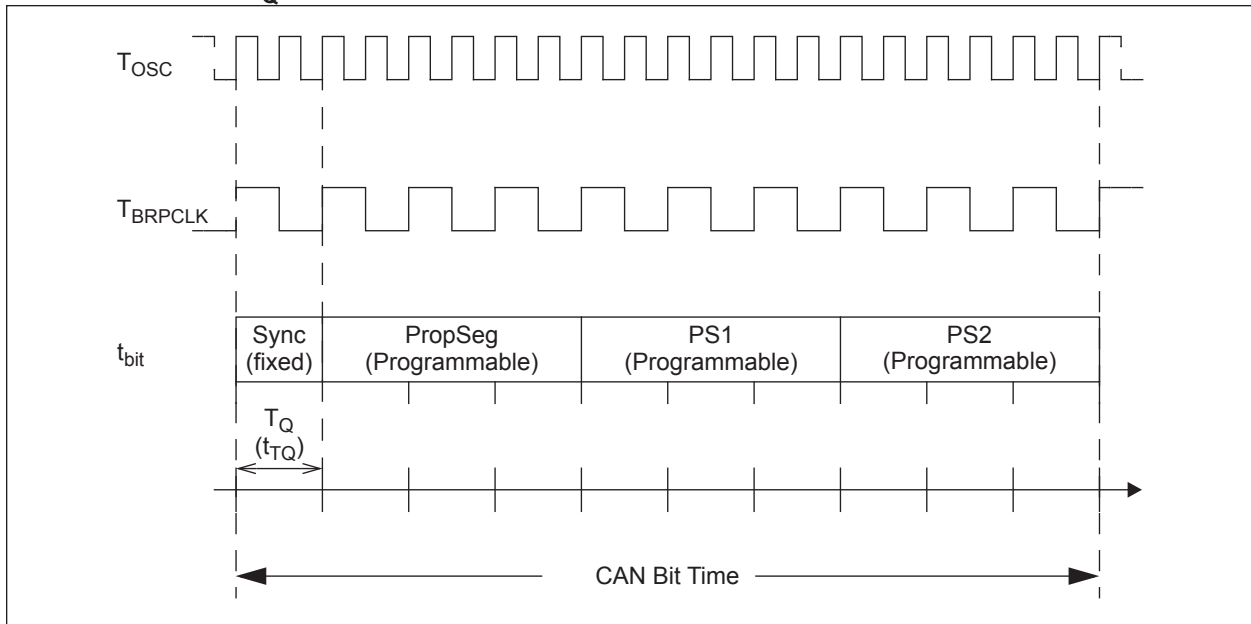 Q
TOSC
TBRPCLK
tbit
Sync
(fixed)
PropSeg
(Programmable)
PS1
(Programmable)
PS2
(Programmable)
TQ
(tTQ)
CAN Bit Time